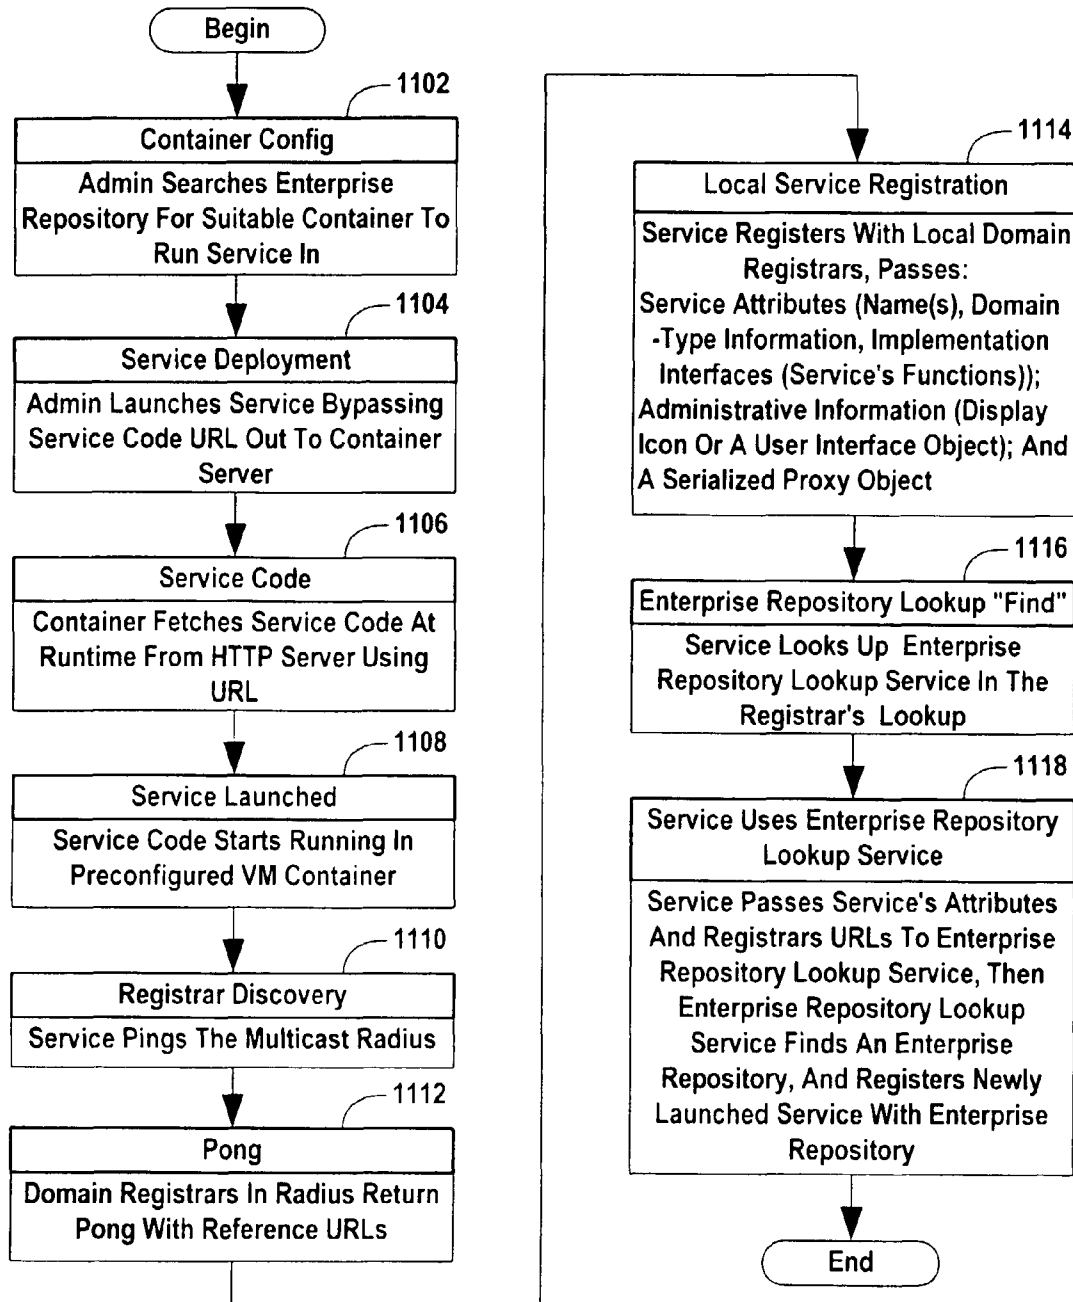 Begin
1102
Container Config
Admin Searches Enterprise
Repository For Suitable Container To
Run Service In
1104
Service Deployment
Admin Launches Service Bypassing
Service Code URL Out To Container
Server
1106
Service Code
Container Fetches Service Code At
Runtime From HTTP Server Using
URL
1108
Service Launched
Service Code Starts Running In
Preconfigured VM Container
1110
Registrar Discovery
Service Pings The Multicast Radius
1112
Pong
Domain Registrars In Radius Return
Pong With Reference URLs
1114
Local Service Registration
Service Registers With Local Domain
Registrars, Passes:
Service Attributes (Name(s), Domain
-Type Information, Implementation
Interfaces (Service's Functions));
Administrative Information (Display
Icon Or A User Interface Object); And
A Serialized Proxy Object
1116
Enterprise Repository Lookup "Find"
Service Looks Up Enterprise
Repository Lookup Service In The
Registrar's Lookup
1118
Service Uses Enterprise Repository
Lookup Service
Service Passes Service's Attributes
And Registrars URLs To Enterprise
Repository Lookup Service, Then
Enterprise Repository Lookup
Service Finds An Enterprise
Repository, And Registers Newly
Launched Service With Enterprise
Repository
End